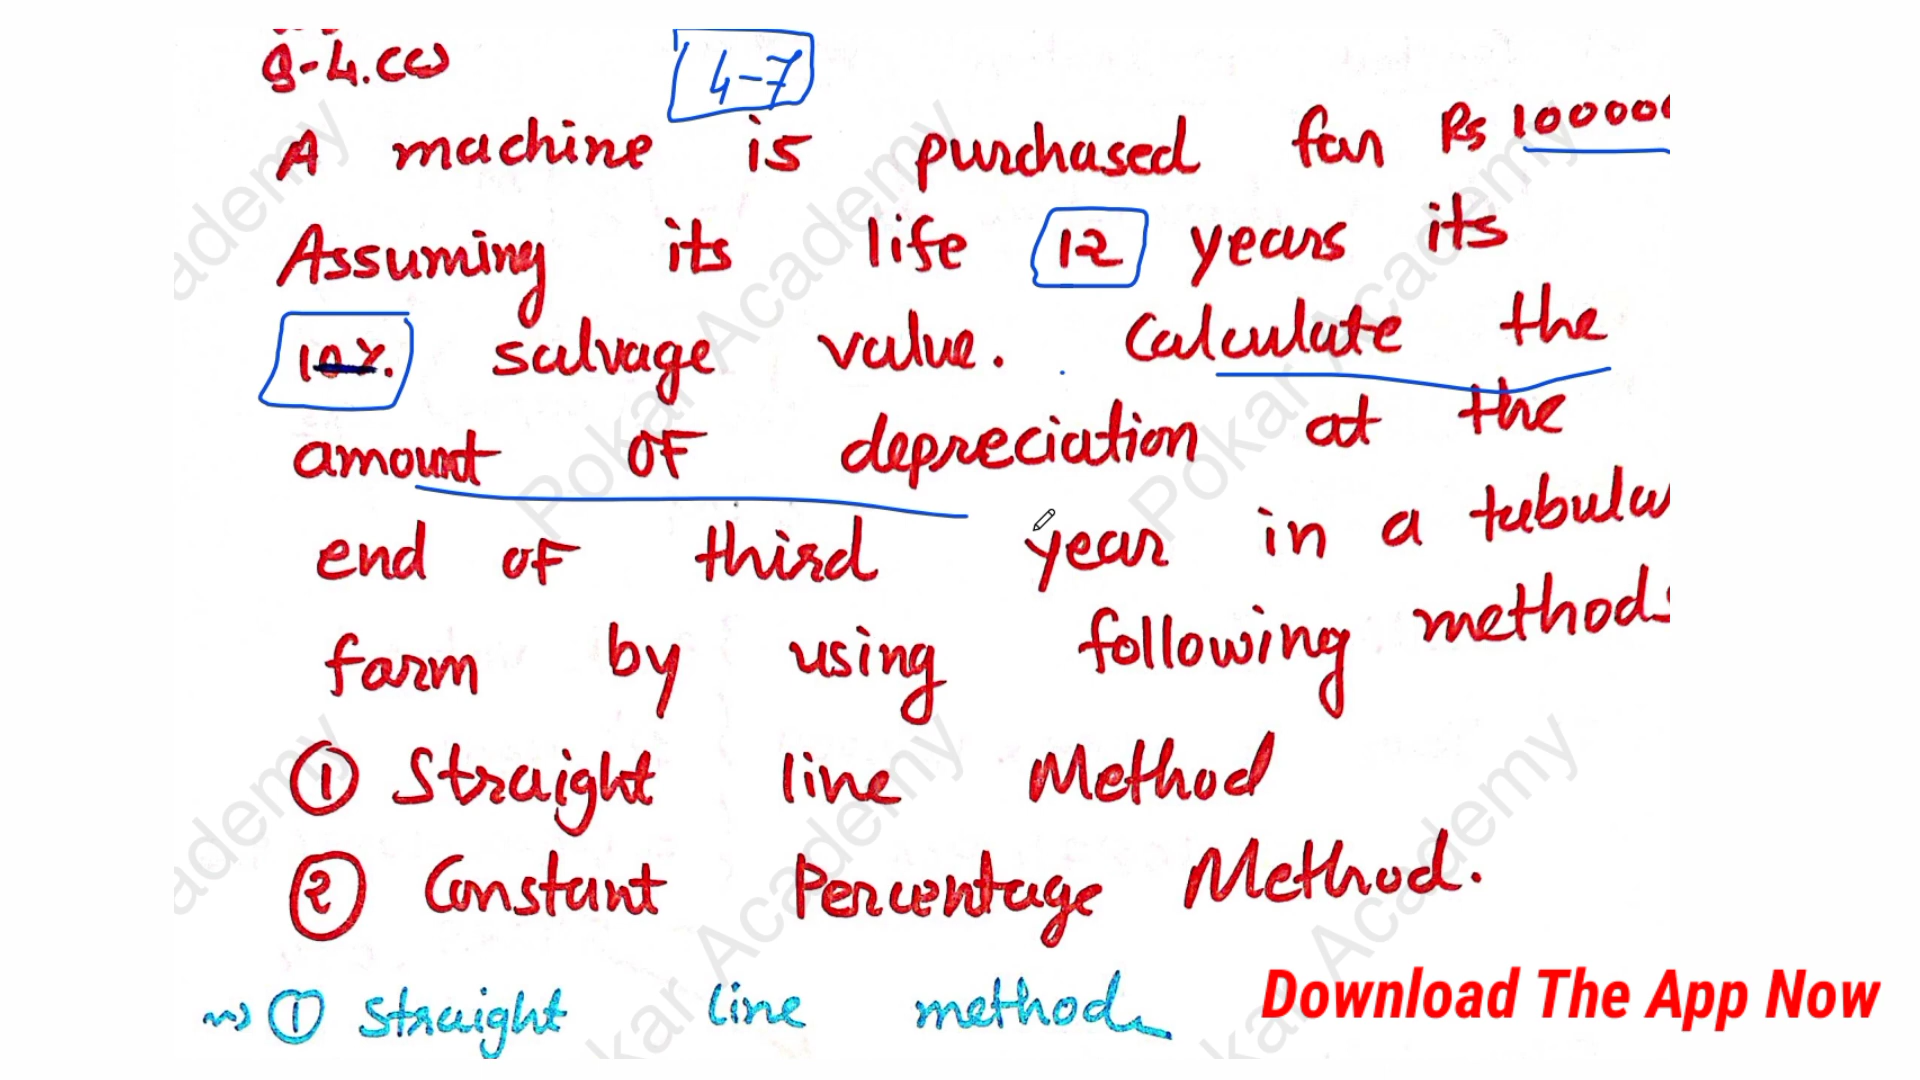 Q-4.(C)
4-7
A machine is purchased for Rs 100000
Assuming its life 12 years its
10%. salvage value. Calculate the
amount of depreciation at the
end of third year in a tabular
form by using following methods
① Straight line Method
② Constant Percentage Method.
① Straight line method
Download The App Now
Pokar Academy